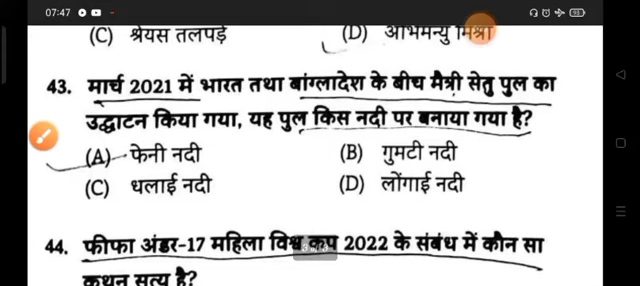 07:47
(C) श्रेयस तलपड़े (D) अभिमन्यु मिश्रा
43. मार्च 2021 में भारत तथा बांग्लादेश के बीच मैत्री सेतु पुल का
उद्घाटन किया गया, यह पुल किस नदी पर बनाया गया है?
(A) फेनी नदी (B) गुमटी नदी
(C) धलाई नदी (D) लोंगाई नदी
44. फीफा अंडर-17 महिला विश्व कप 2022 के संबंध में कौन सा
कथन सत्य है?